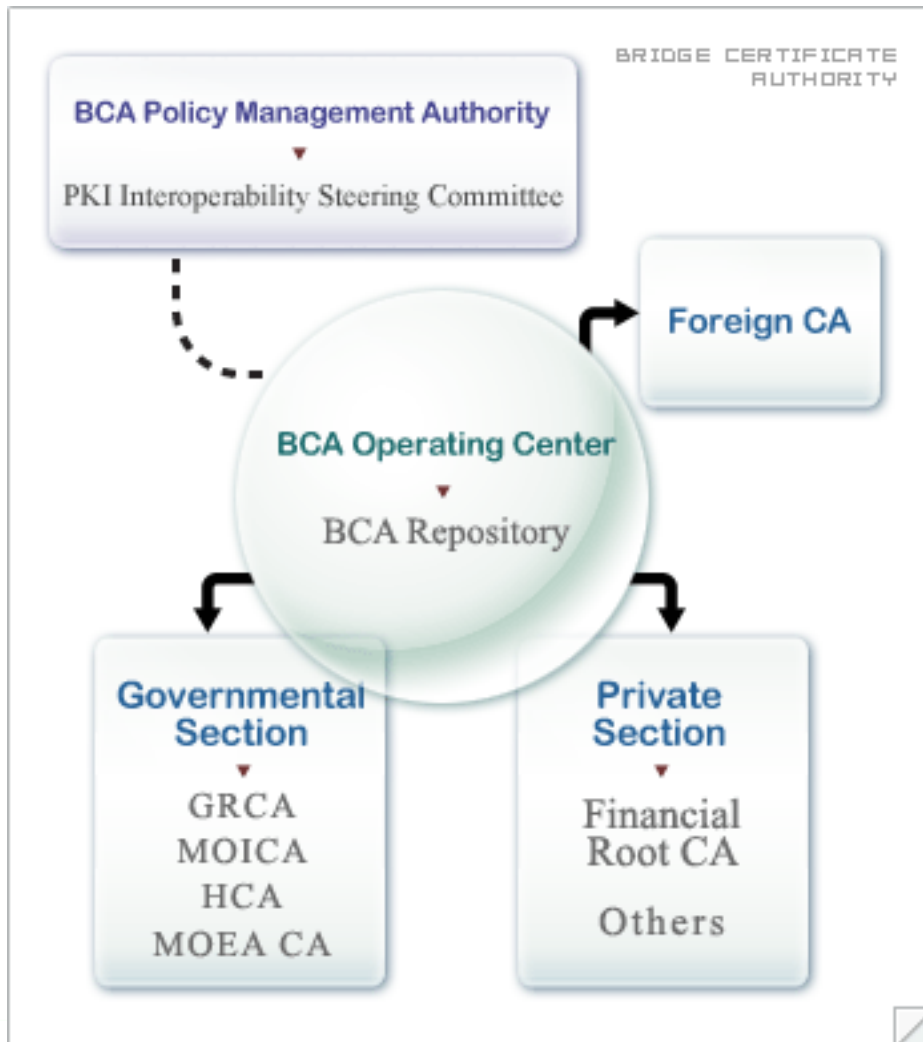 BRIDGE CERTIFICATE
AUTHORITY
BCA Policy Management Authority
PKI Interoperability Steering Committee
Foreign CA
BCA Operating Center
BCA Repository
Governmental
Section
GRCA
MOICA
HCA
MOEA CA
Private
Section
Financial
Root CA
Others